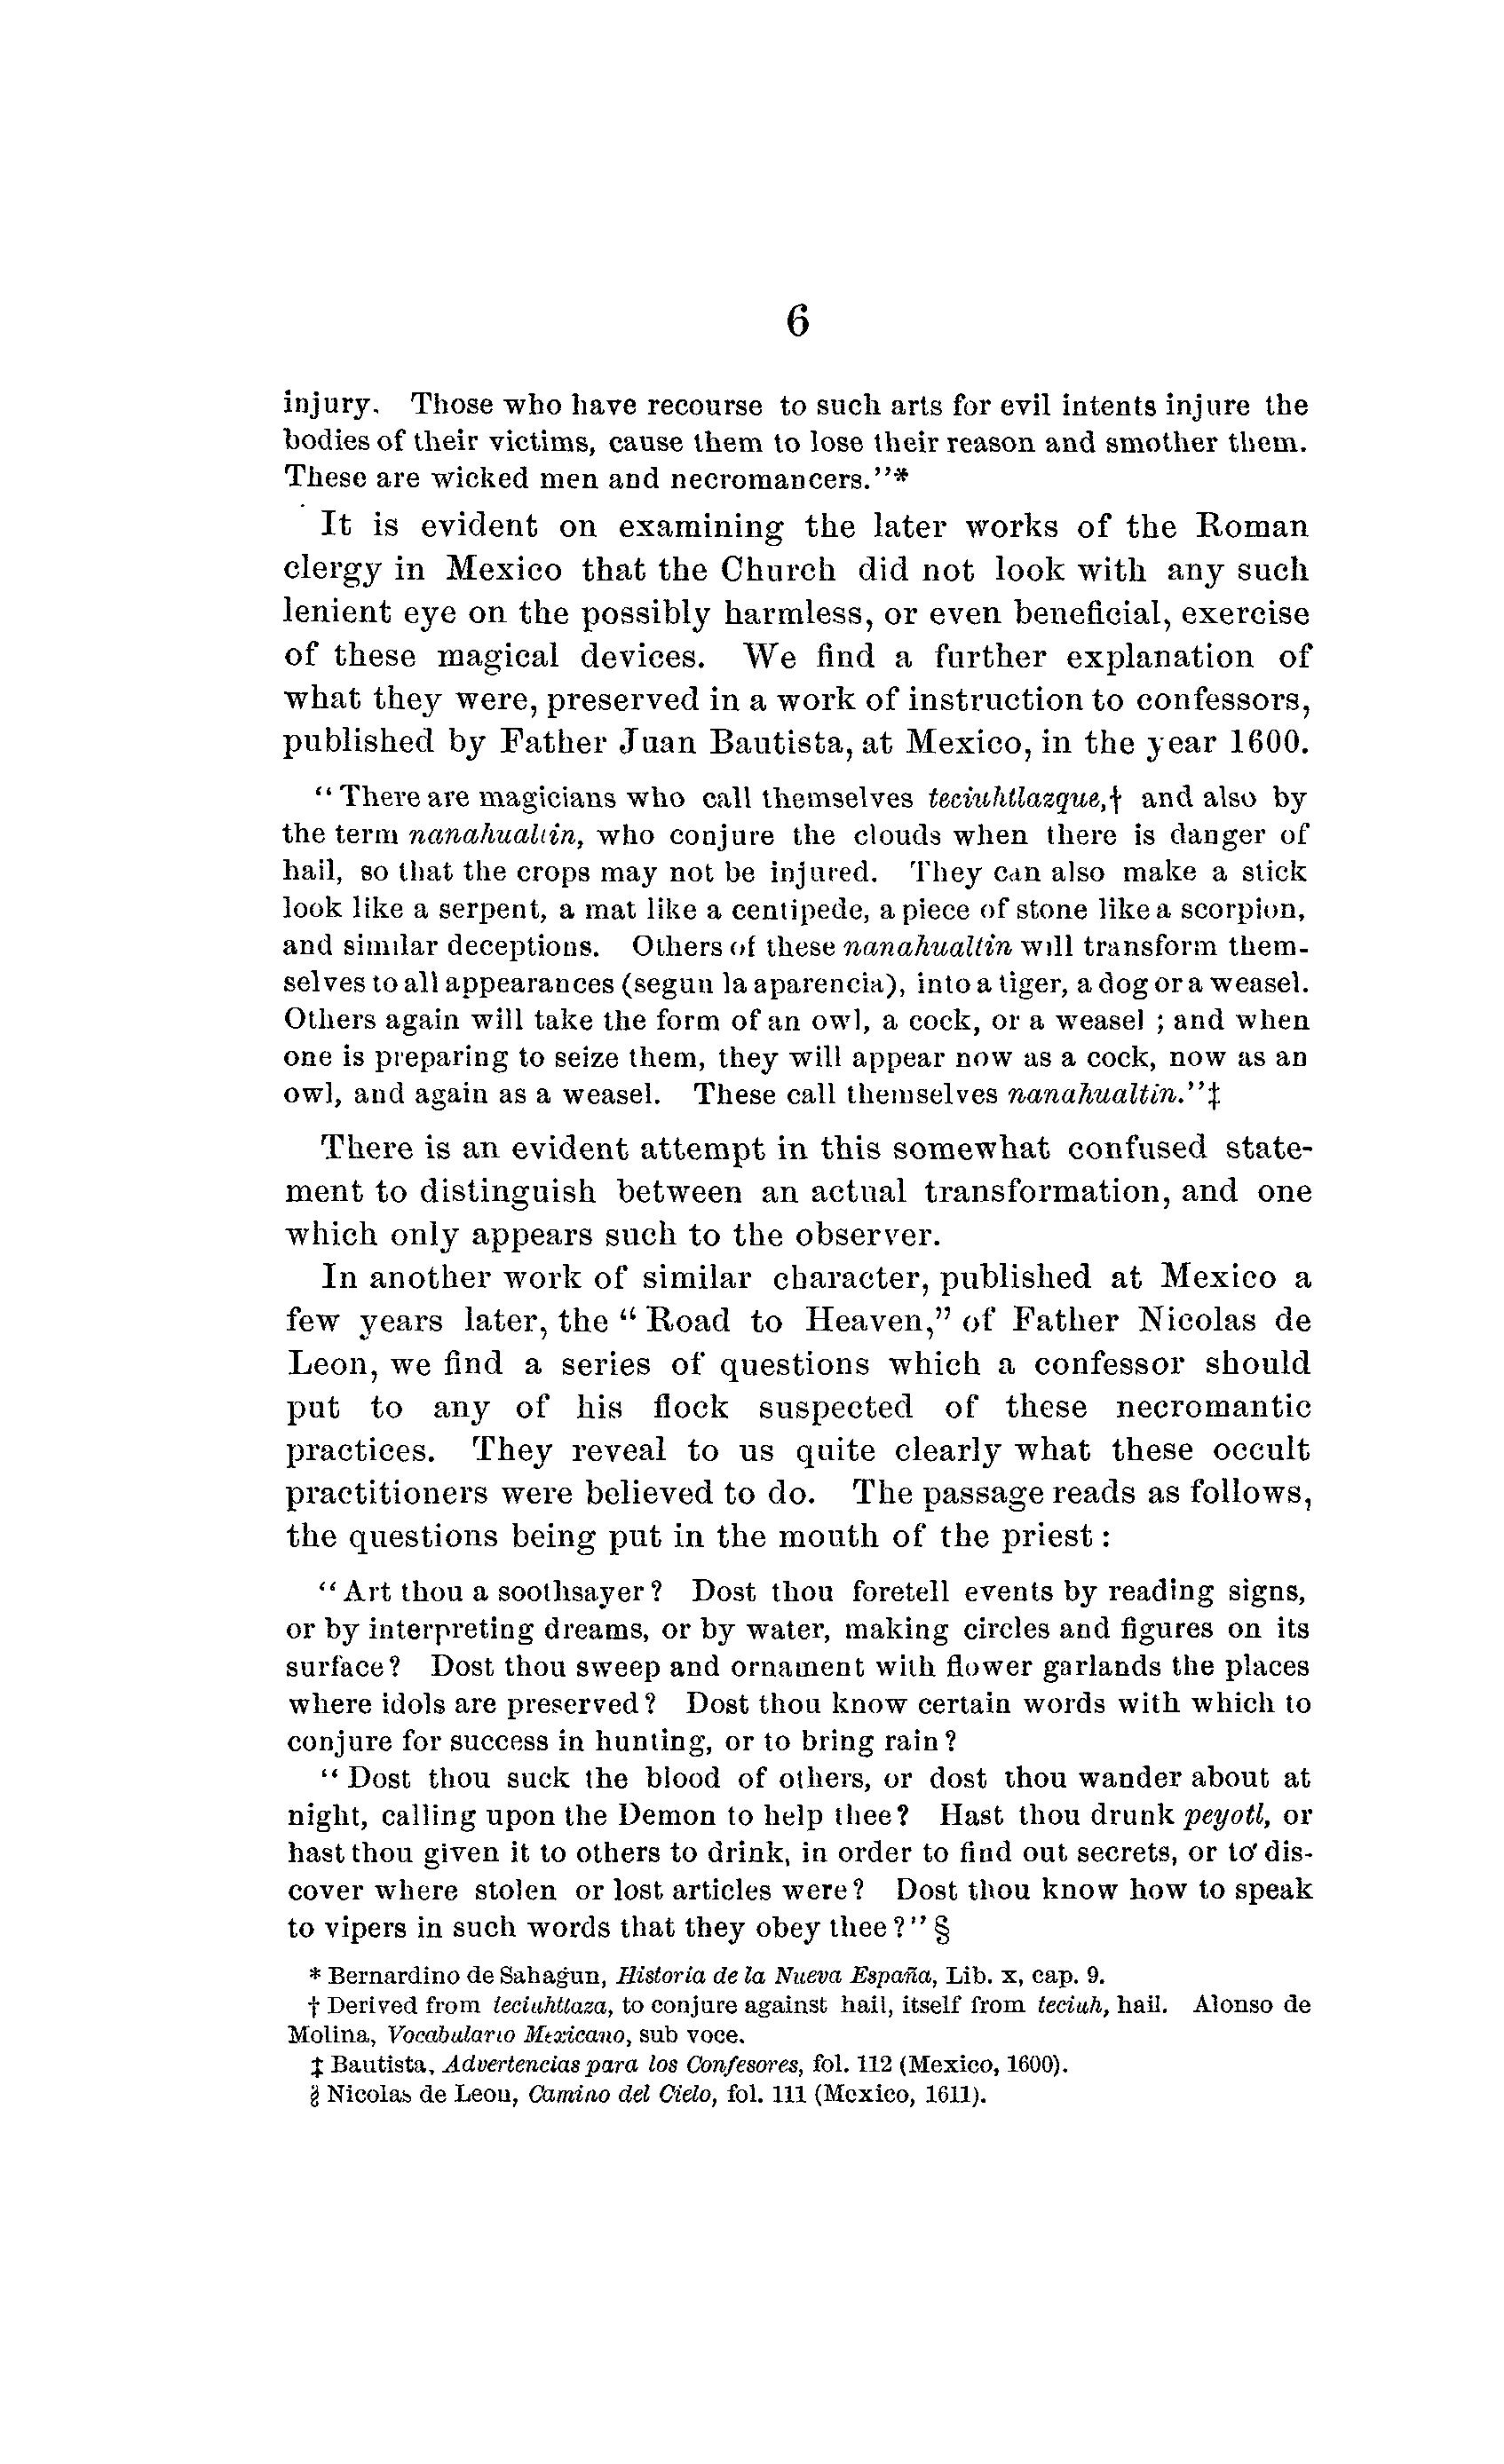 6
injury. Those who have recourse to such arts for evil intents injure the
bodies of their victims, cause them to lose their reason and smother them.
These are wicked men and necromancers."*
It is evident on examining the later works of the Roman
clergy in Mexico that the Church did not look with any such
lenient eye on the possibly harmless, or even beneficial, exercise
of these magical devices. We find a further explanation of
what they were, preserved in a work of instruction to confessors,
published by Father Juan Bautista, at Mexico, in the year 1600.
"There are magicians who call themselves teciuhtlazque,† and also by
the term nanahualtin, who conjure the clouds when there is danger of
hail, so that the crops may not be injured. They can also make a stick
look like a serpent, a mat like a centipede, a piece of stone like a scorpion,
and similar deceptions. Others of these nanahualtin will transform them-
selves to all appearances (segun la aparencia), into a tiger, a dog or a weasel.
Others again will take the form of an owl, a cock, or a weasel ; and when
one is preparing to seize them, they will appear now as a cock, now as an
owl, and again as a weasel. These call themselves nanahualtin."‡
There is an evident attempt in this somewhat confused state-
ment to distinguish between an actual transformation, and one
which only appears such to the observer.
In another work of similar character, published at Mexico a
few years later, the "Road to Heaven," of Father Nicolas de
Leon, we find a series of questions which a confessor should
put to any of his flock suspected of these necromantic
practices. They reveal to us quite clearly what these occult
practitioners were believed to do. The passage reads as follows,
the questions being put in the mouth of the priest :
"Art thou a soothsayer? Dost thou foretell events by reading signs,
or by interpreting dreams, or by water, making circles and figures on its
surface? Dost thou sweep and ornament with flower garlands the places
where idols are preserved? Dost thou know certain words with which to
conjure for success in hunting, or to bring rain?
"Dost thou suck the blood of others, or dost thou wander about at
night, calling upon the Demon to help thee? Hast thou drunk peyotl, or
hast thou given it to others to drink, in order to find out secrets, or to dis-
cover where stolen or lost articles were? Dost thou know how to speak
to vipers in such words that they obey thee?" §
* Bernardino de Sahagun, Historia de la Nueva España, Lib. x, cap. 9.
† Derived from teciuhtlaza, to conjure against hail, itself from teciuh, hail. Alonso de
Molina, Vocabulario Mexicano, sub voce.
‡ Bautista, Advertencias para los Confesores, fol. 112 (Mexico, 1600).
§ Nicolas de Leon, Camino del Cielo, fol. 111 (Mexico, 1611).